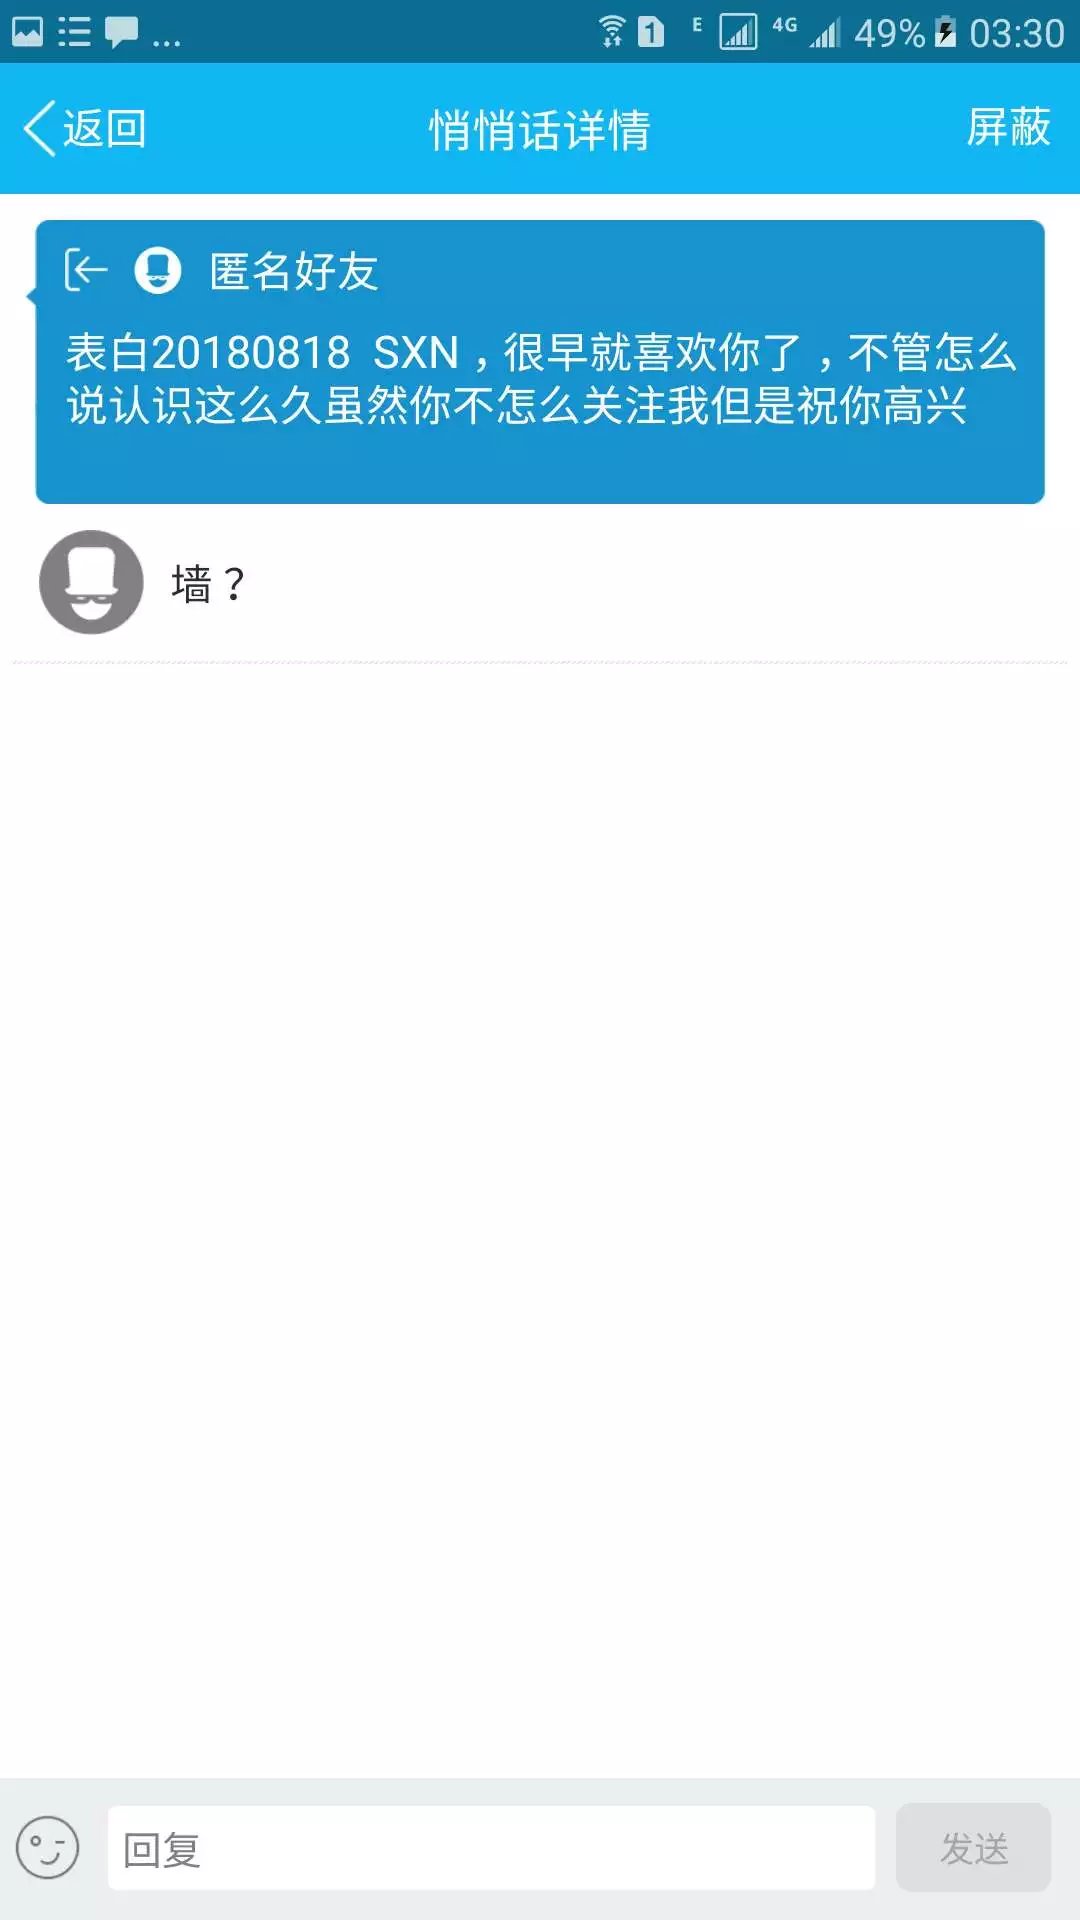 ... 1 E 4G 49% 03:30
返回 悄悄话详情 屏蔽
匿名好友
表白20180818 SXN，很早就喜欢你了，不管怎么
说认识这么久虽然你不怎么关注我但是祝你高兴
墙？
回复 发送